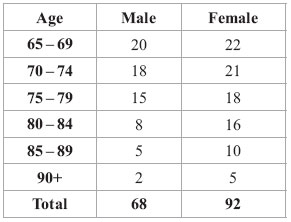 Age Male Female
65 – 69 20 22
70 – 74 18 21
75 – 79 15 18
80 – 84 8 16
85 – 89 5 10
90+ 2 5
Total 68 92